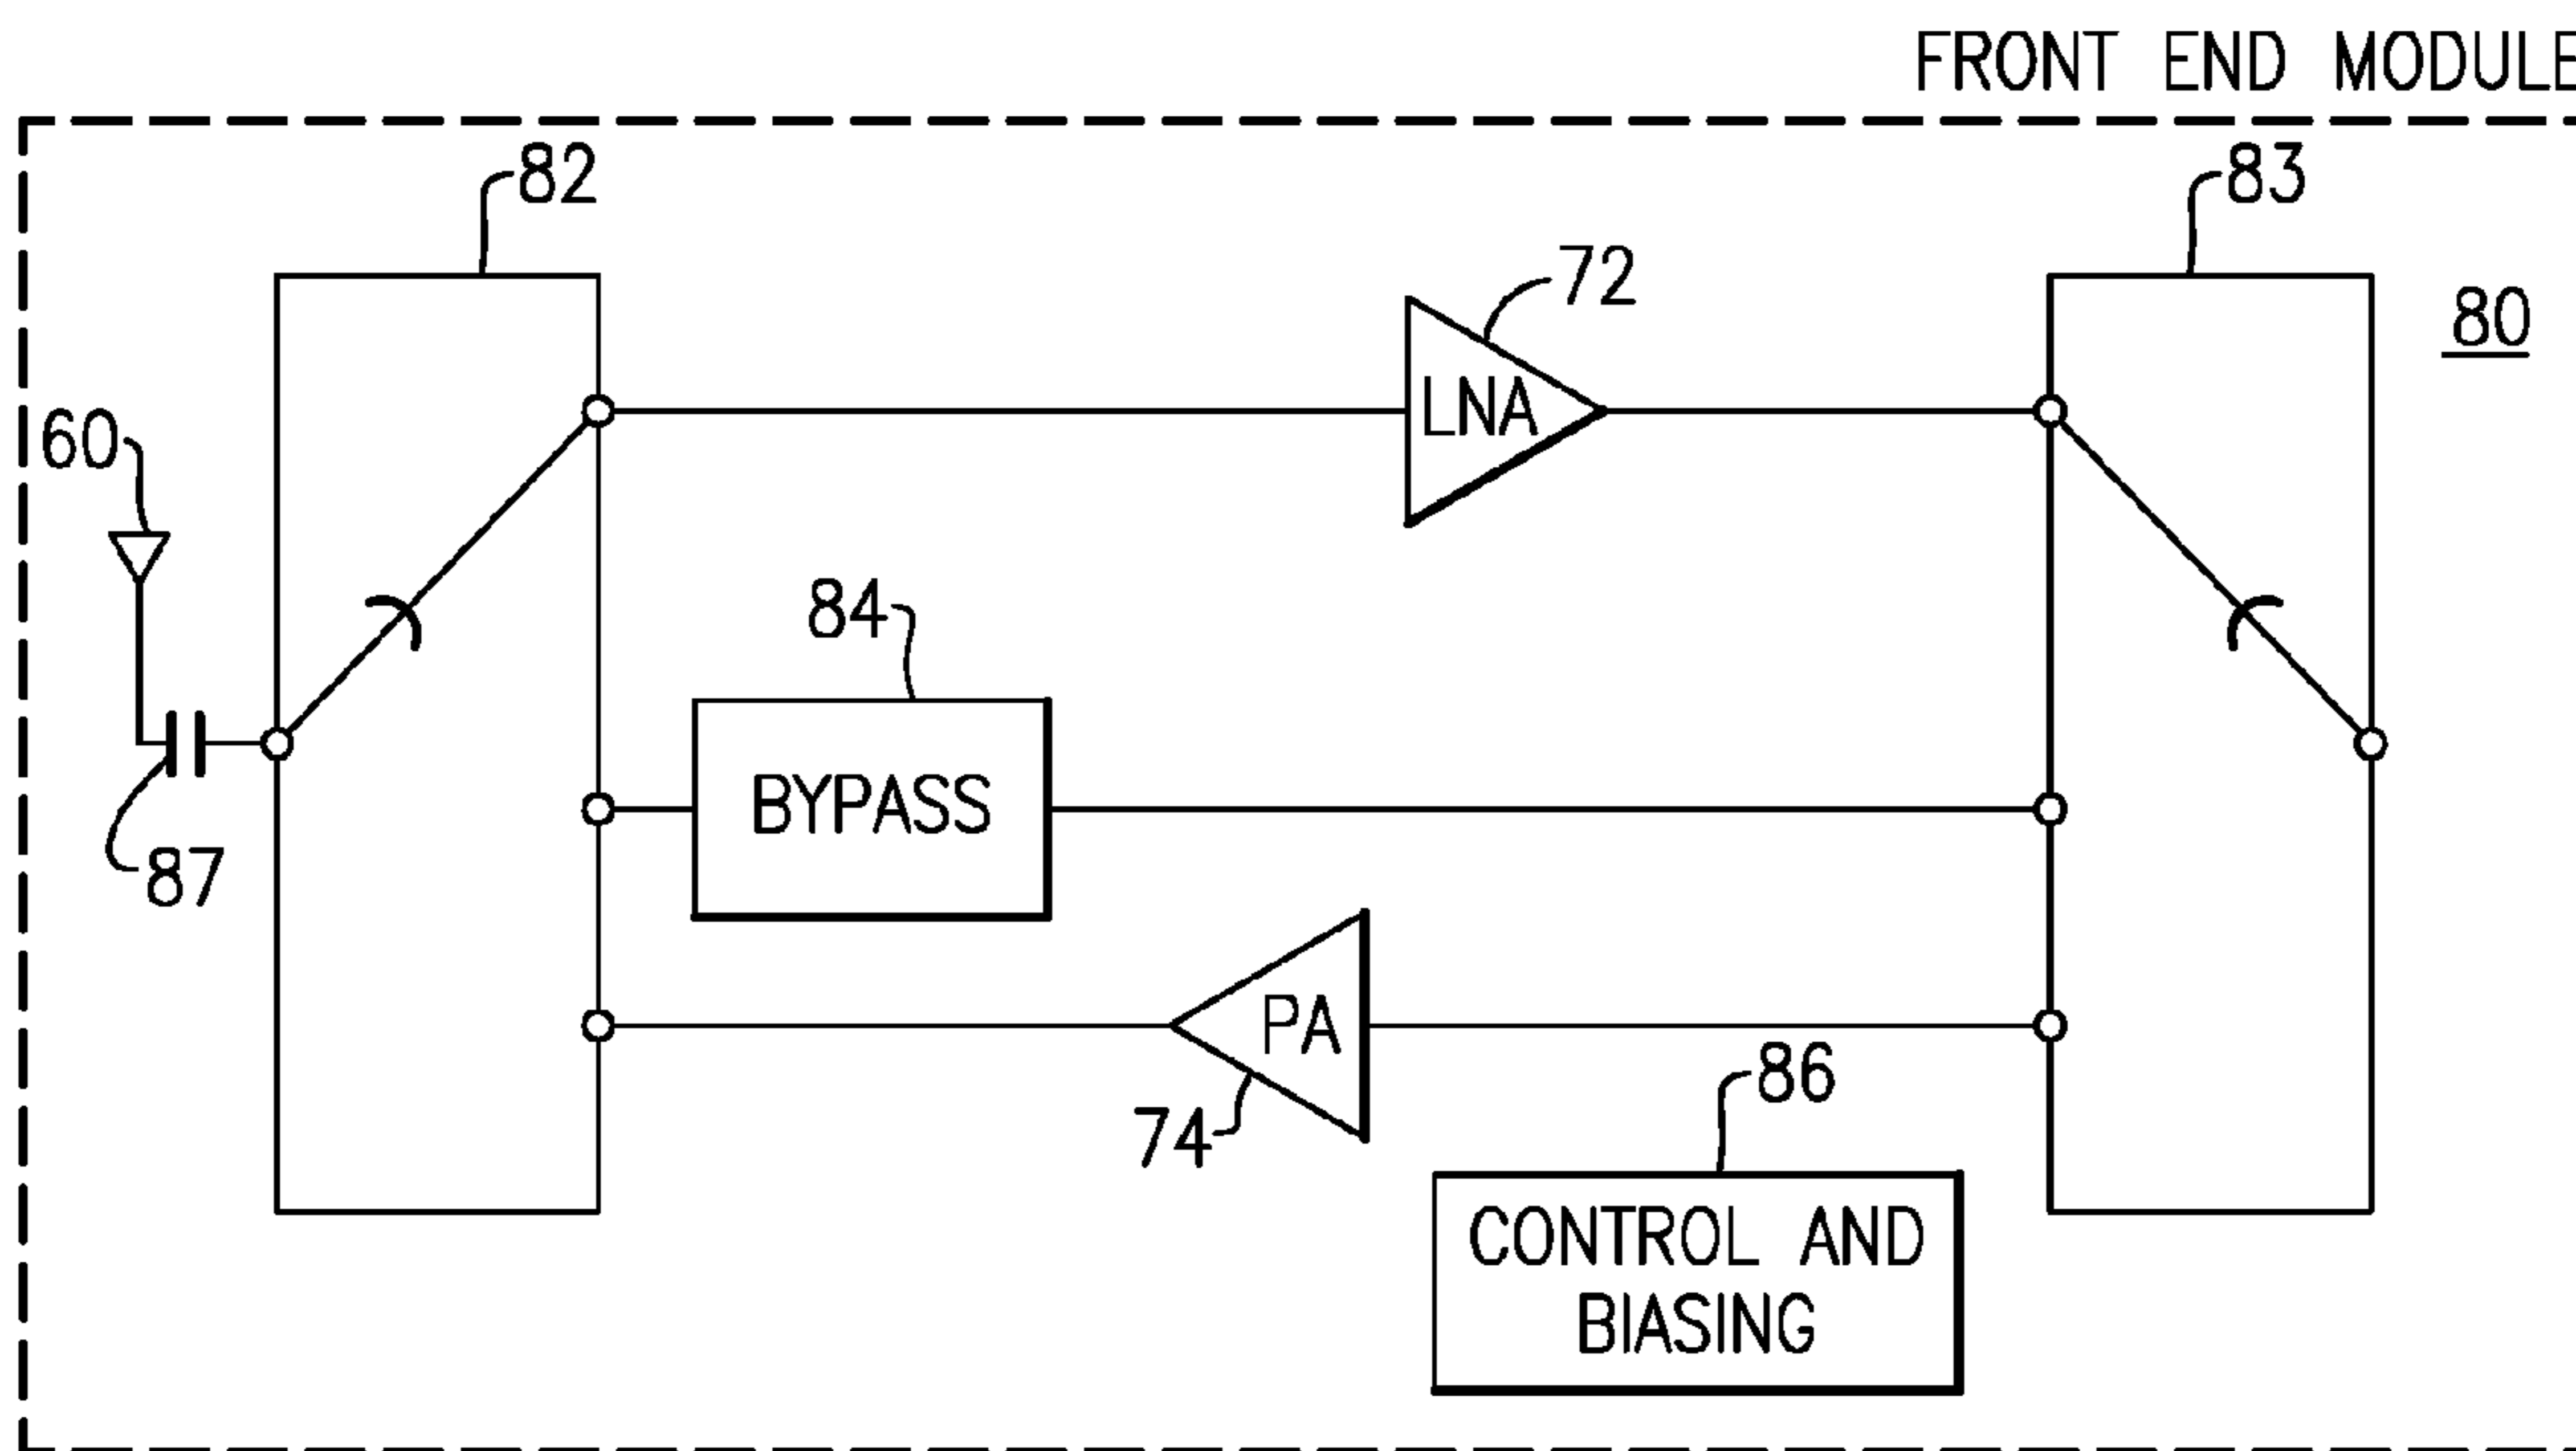 FRONT END MODULE
82
83
72
80
60
LNA
84
BYPASS
87
PA
86
74
CONTROL AND
BIASING